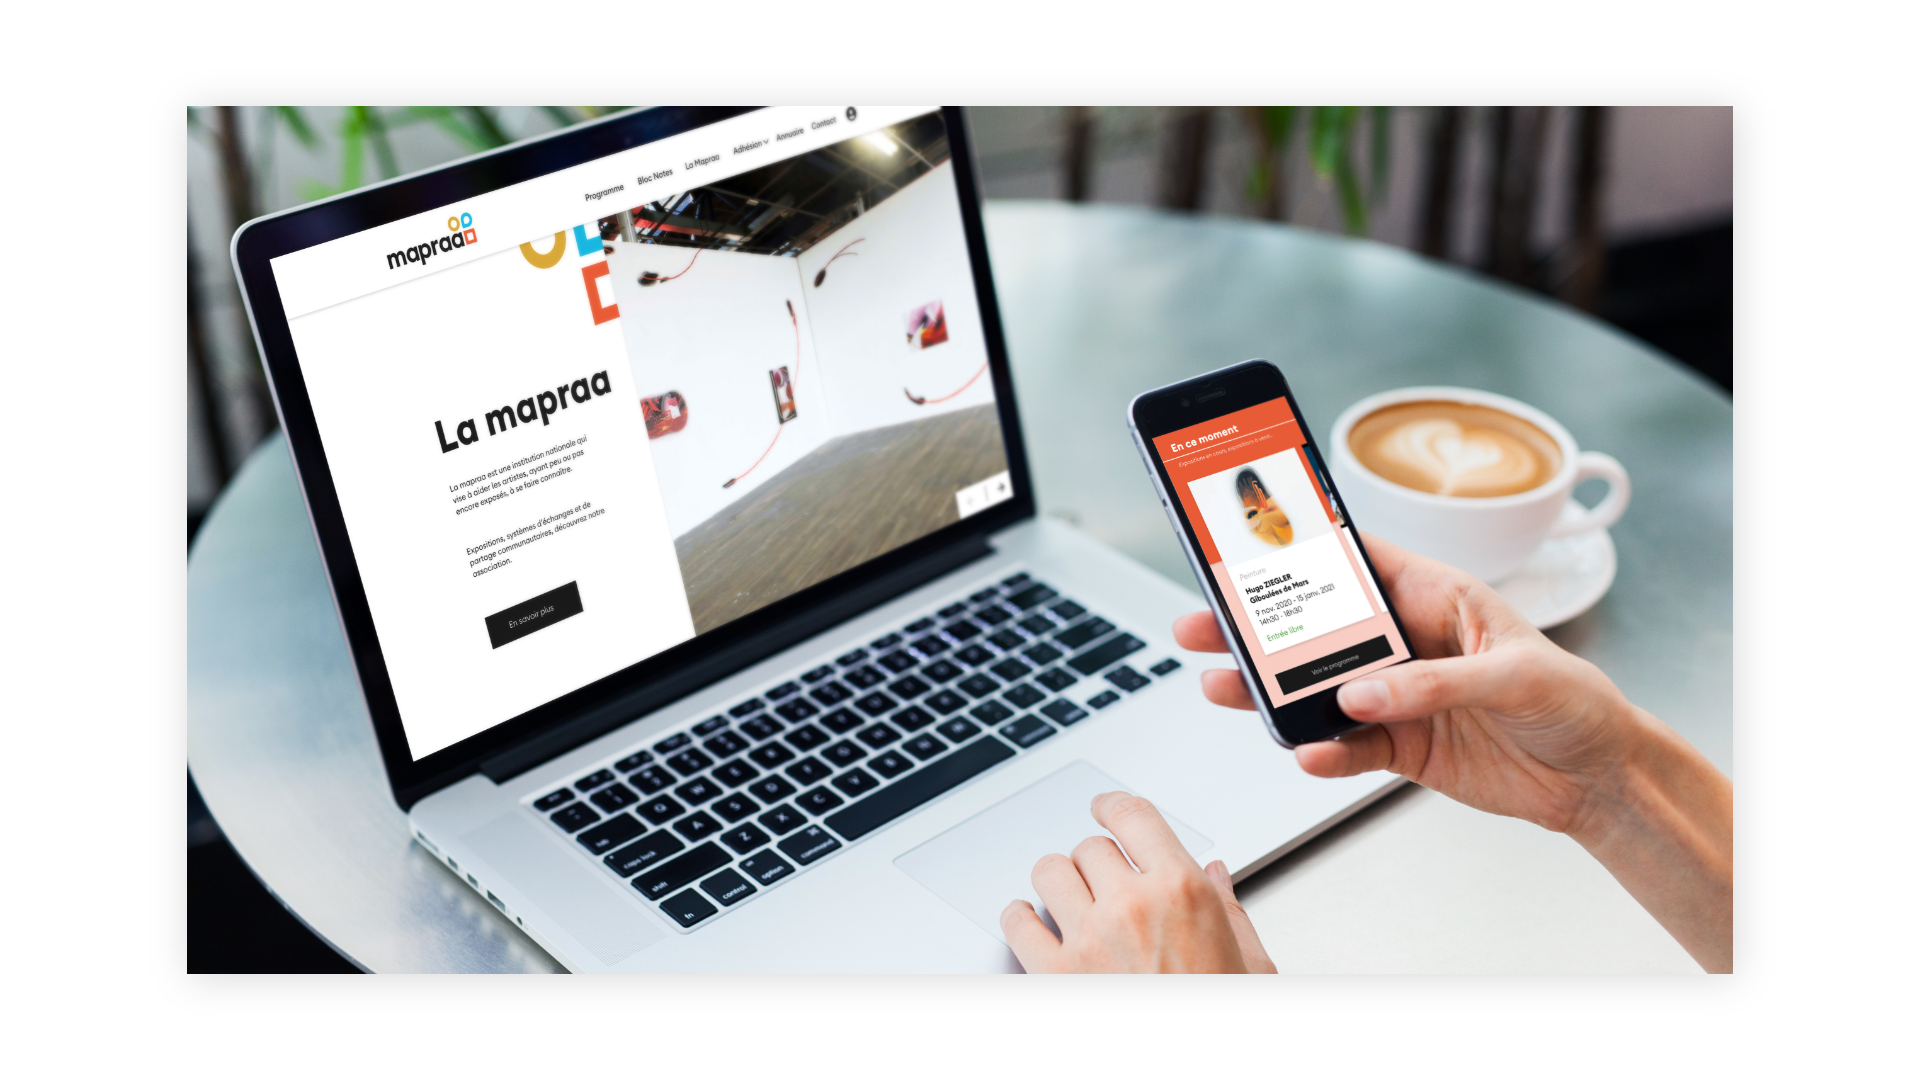 mapraa
Programme Bloc Notes La Mapraa Adhésion Annuaire Contact
La mapraa
La mapraa est une institution nationale qui
vise à aider les artistes, ayant peu ou pas
encore exposés, à se faire connaître.
Expositions, systèmes d'échanges et de
partage communautaires, découvrez notre
association.
En savoir plus
En ce moment
Expositions en cours, expositions à venir...
Peinture
Hugo ZIEGLER
Giboulées de Mars
9 nov. 2020 - 15 janv. 2021
14h30 - 18h30
Entrée libre
Voir le programme
Q W E R T
tab
A S D F G H
caps lock
Z X C V B N M
shift
fn control option command
⌘